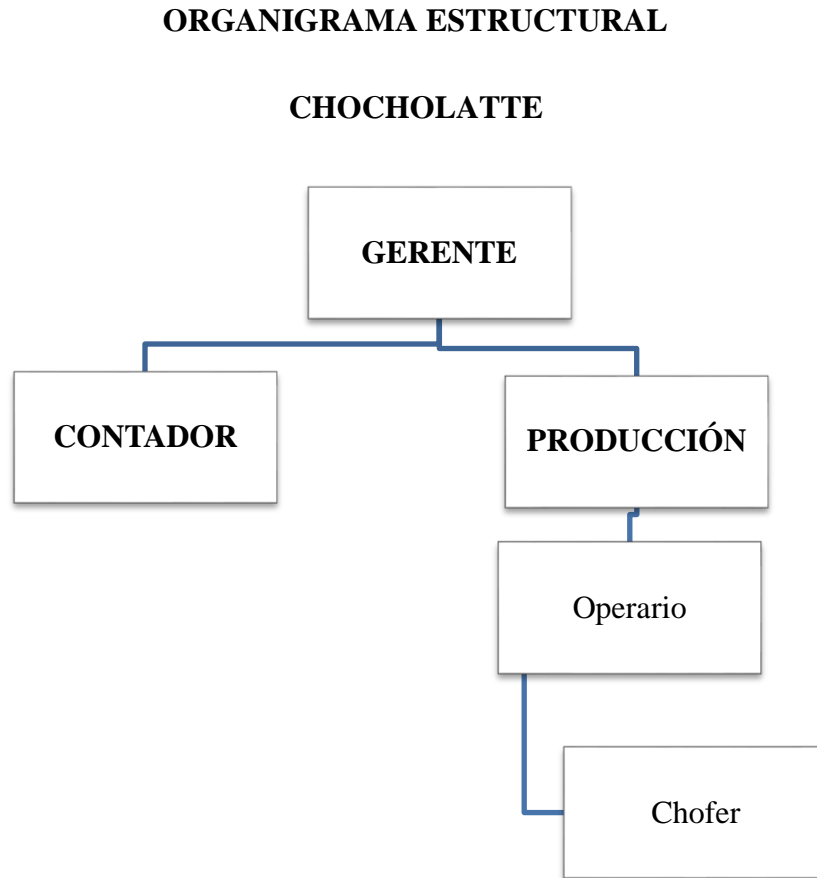 ORGANIGRAMA ESTRUCTURAL
CHOCHOLATTE
GERENTE
CONTADOR
PRODUCCIÓN
Operario
Chofer